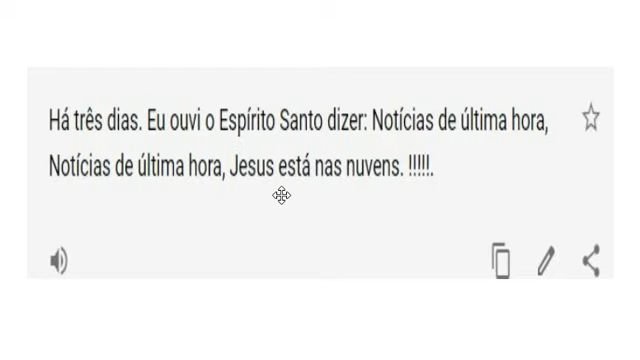 Há três dias. Eu ouvi o Espírito Santo dizer: Notícias de última hora,
Notícias de última hora, Jesus está nas nuvens. !!!!!.